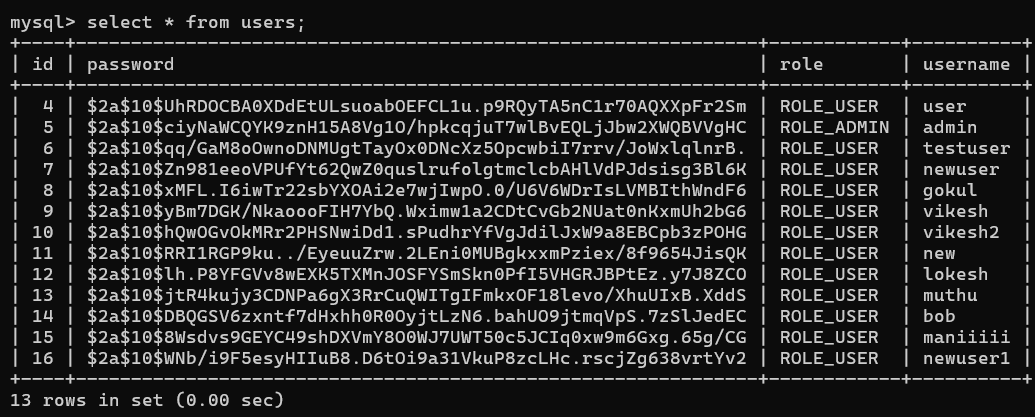 mysql> select * from users;
+----+--------------------------------------------------------------+------------+-----------+
| id | password                                                     | role       | username  |
+----+--------------------------------------------------------------+------------+-----------+
|  4 | $2a$10$UhRDOCBA0XDdEtULsuoabOEFCL1u.p9RQyTA5nC1r70AQXXpFr2Sm | ROLE_USER  | user      |
|  5 | $2a$10$ciyNaWCQYK9znH15A8Vg1O/hpkcqjuT7wlBvEQLjJbw2XWQBVVgHC | ROLE_ADMIN | admin     |
|  6 | $2a$10$qq/GaM8oOwnoDNMUgtTayOx0DNcXz5OpcwbiI7rrv/JoWxlqlnrB. | ROLE_USER  | testuser  |
|  7 | $2a$10$Zn981eeoVPUfYt62QwZ0quslrufolgtmclcbAHlVdPJdsisg3Bl6K | ROLE_USER  | newuser   |
|  8 | $2a$10$xMFL.I6iwTr22sbYXOAi2e7wjIwpO.0/U6V6WDrIsLVMBIthWndF6 | ROLE_USER  | gokul     |
|  9 | $2a$10$yBm7DGK/NkaoooFIH7YbQ.Wximw1a2CDtCvGb2NUat0nKxmUh2bG6 | ROLE_USER  | vikesh    |
| 10 | $2a$10$hQwOGvOkMRr2PHSNwiDd1.sPudhrYfVgJdilJxW9a8EBCpb3zPOHG | ROLE_USER  | vikesh2   |
| 11 | $2a$10$RRI1RGP9ku../EyeuuZrw.2LEni0MUBgkxxmPziex/8f9654JisQK | ROLE_USER  | new       |
| 12 | $2a$10$lh.P8YFGVv8wEXK5TXMnJOSFYSmSkn0PfI5VHGRJBPtEz.y7J8ZCO | ROLE_USER  | lokesh    |
| 13 | $2a$10$jtR4kujy3CDNPa6gX3RrCuQWITgIFmkxOF18levo/XhuUIxB.XddS | ROLE_USER  | muthu     |
| 14 | $2a$10$DBQGSV6zxntf7dHxhh0R0OyjtLzN6.bahUO9jtmqVpS.7zSlJedEC | ROLE_USER  | bob       |
| 15 | $2a$10$8Wsdvs9GEYC49shDXVmY8O0WJ7UWT50c5JCIq0xw9m6Gxg.65g/CG | ROLE_USER  | maniiiii  |
| 16 | $2a$10$WNb/i9F5esyHIIuB8.D6tOi9a31VkuP8zcLHc.rscjZg638vrtYv2 | ROLE_USER  | newuser1  |
+----+--------------------------------------------------------------+------------+-----------+
13 rows in set (0.00 sec)